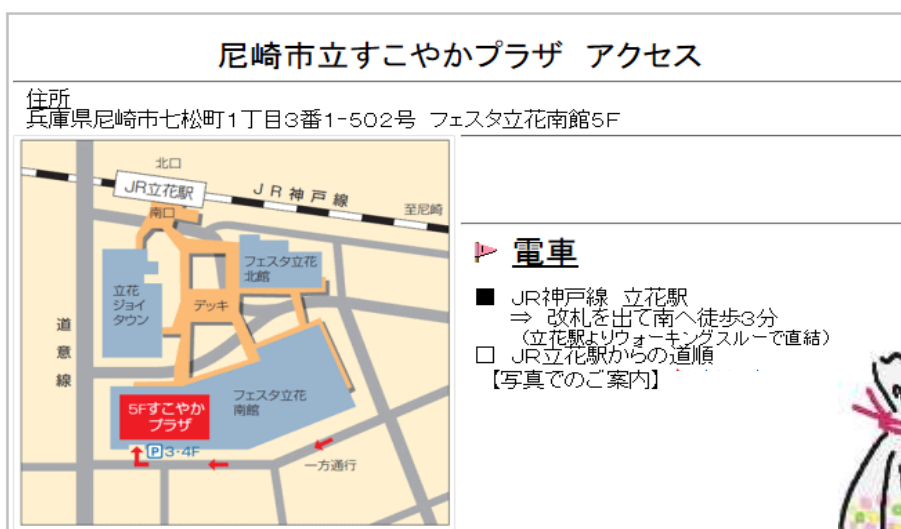 尼崎市立すこやかプラザ アクセス
住所
兵庫県尼崎市七松町1丁目3番1-502号 フェスタ立花南館5F
北口
JR立花駅
JR神戸線
至尼崎
南口
フェスタ立花
北館
立花
ジョイ
タウン
デッキ
道意線
フェスタ立花
南館
5Fすこやか
プラザ
P3・4F
一方通行
電車
■ JR神戸線 立花駅
⇒ 改札を出て南へ徒歩3分
(立花駅よりウォーキングスルーで直結)
□ JR立花駅からの道順
【写真でのご案内】